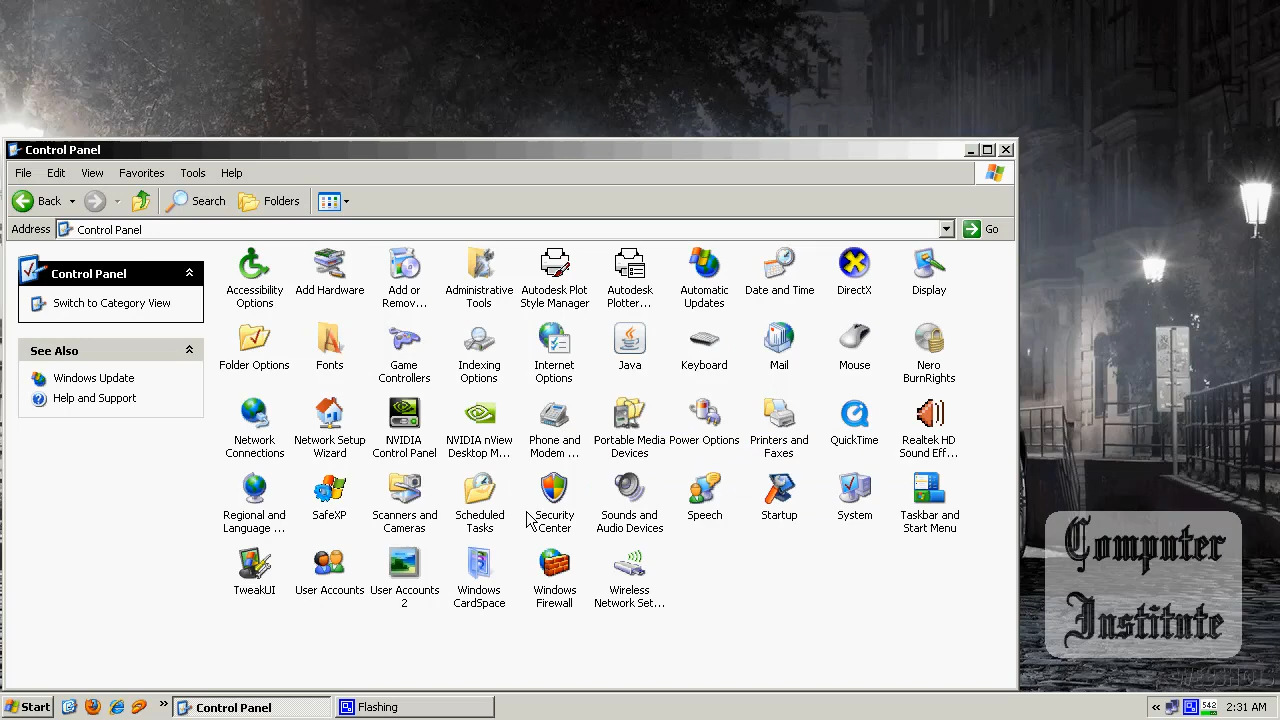 Control Panel
File Edit View Favorites Tools Help
Back Search Folders
Address Control Panel Go
Control Panel
Switch to Category View
See Also
Windows Update
Help and Support
Accessibility Options
Add Hardware
Add or Remov...
Administrative Tools
Autodesk Plot Style Manager
Autodesk Plotter...
Automatic Updates
Date and Time
DirectX
Display
Folder Options
Fonts
Game Controllers
Indexing Options
Internet Options
Java
Keyboard
Mail
Mouse
Nero BurnRights
Network Connections
Network Setup Wizard
NVIDIA Control Panel
NVIDIA nView Desktop M...
Phone and Modem ...
Portable Media Devices
Power Options
Printers and Faxes
QuickTime
Realtek HD Sound Eff...
Regional and Language ...
SafeXP
Scanners and Cameras
Scheduled Tasks
Security Center
Sounds and Audio Devices
Speech
Startup
System
Taskbar and Start Menu
TweakUI
User Accounts
User Accounts 2
Windows CardSpace
Windows Firewall
Wireless Network Set...
Computer
Institute
Start Control Panel Flashing 542 2:31 AM